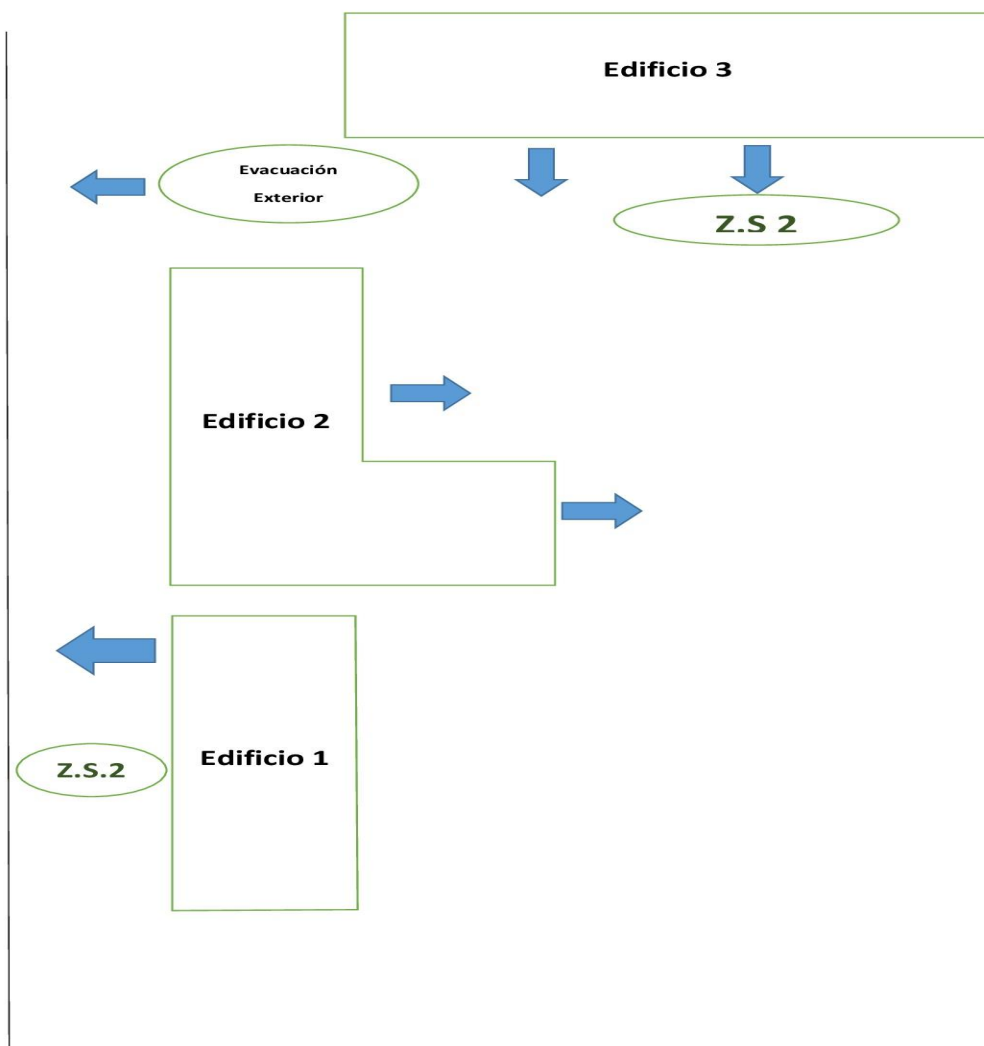 Edificio 3
Evacuación
Exterior
Z.S 2
Edificio 2
Edificio 1
Z.S.2